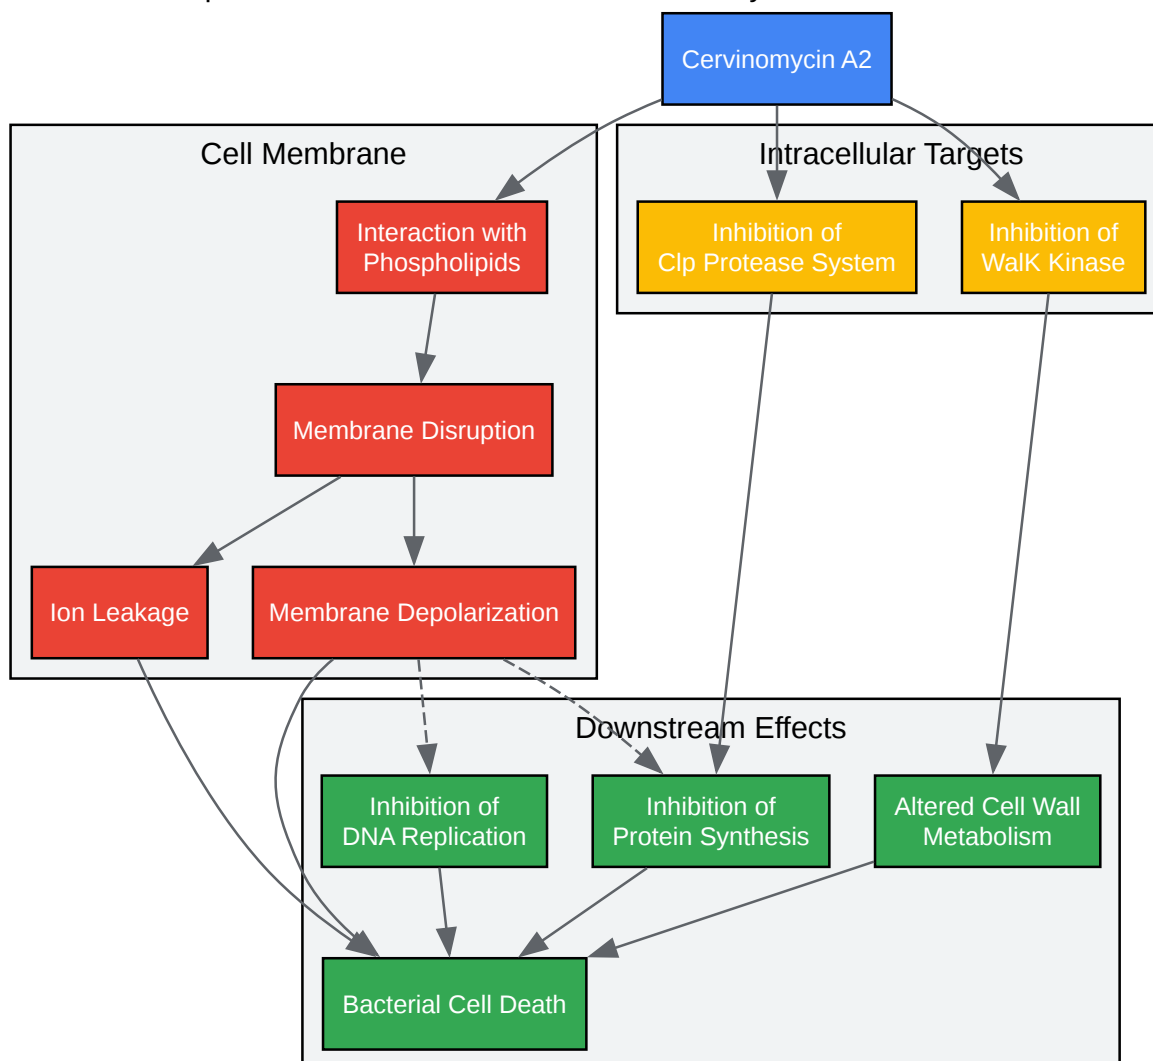 Cervinomycin A2
Cell Membrane
Intracellular Targets
Interaction with
Phospholipids
Inhibition of
Clp Protease System
Inhibition of
WalK Kinase
Membrane Disruption
Ion Leakage
Membrane Depolarization
Downstream Effects
Inhibition of
DNA Replication
Inhibition of
Protein Synthesis
Altered Cell Wall
Metabolism
Bacterial Cell Death